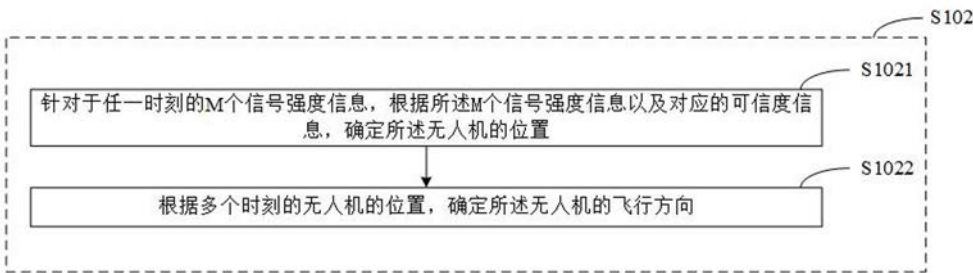 S102
S1021
针对于任一时刻的M个信号强度信息，根据所述M个信号强度信息以及对应的可信度信
息，确定所述无人机的位置
S1022
根据多个时刻的无人机的位置，确定所述无人机的飞行方向